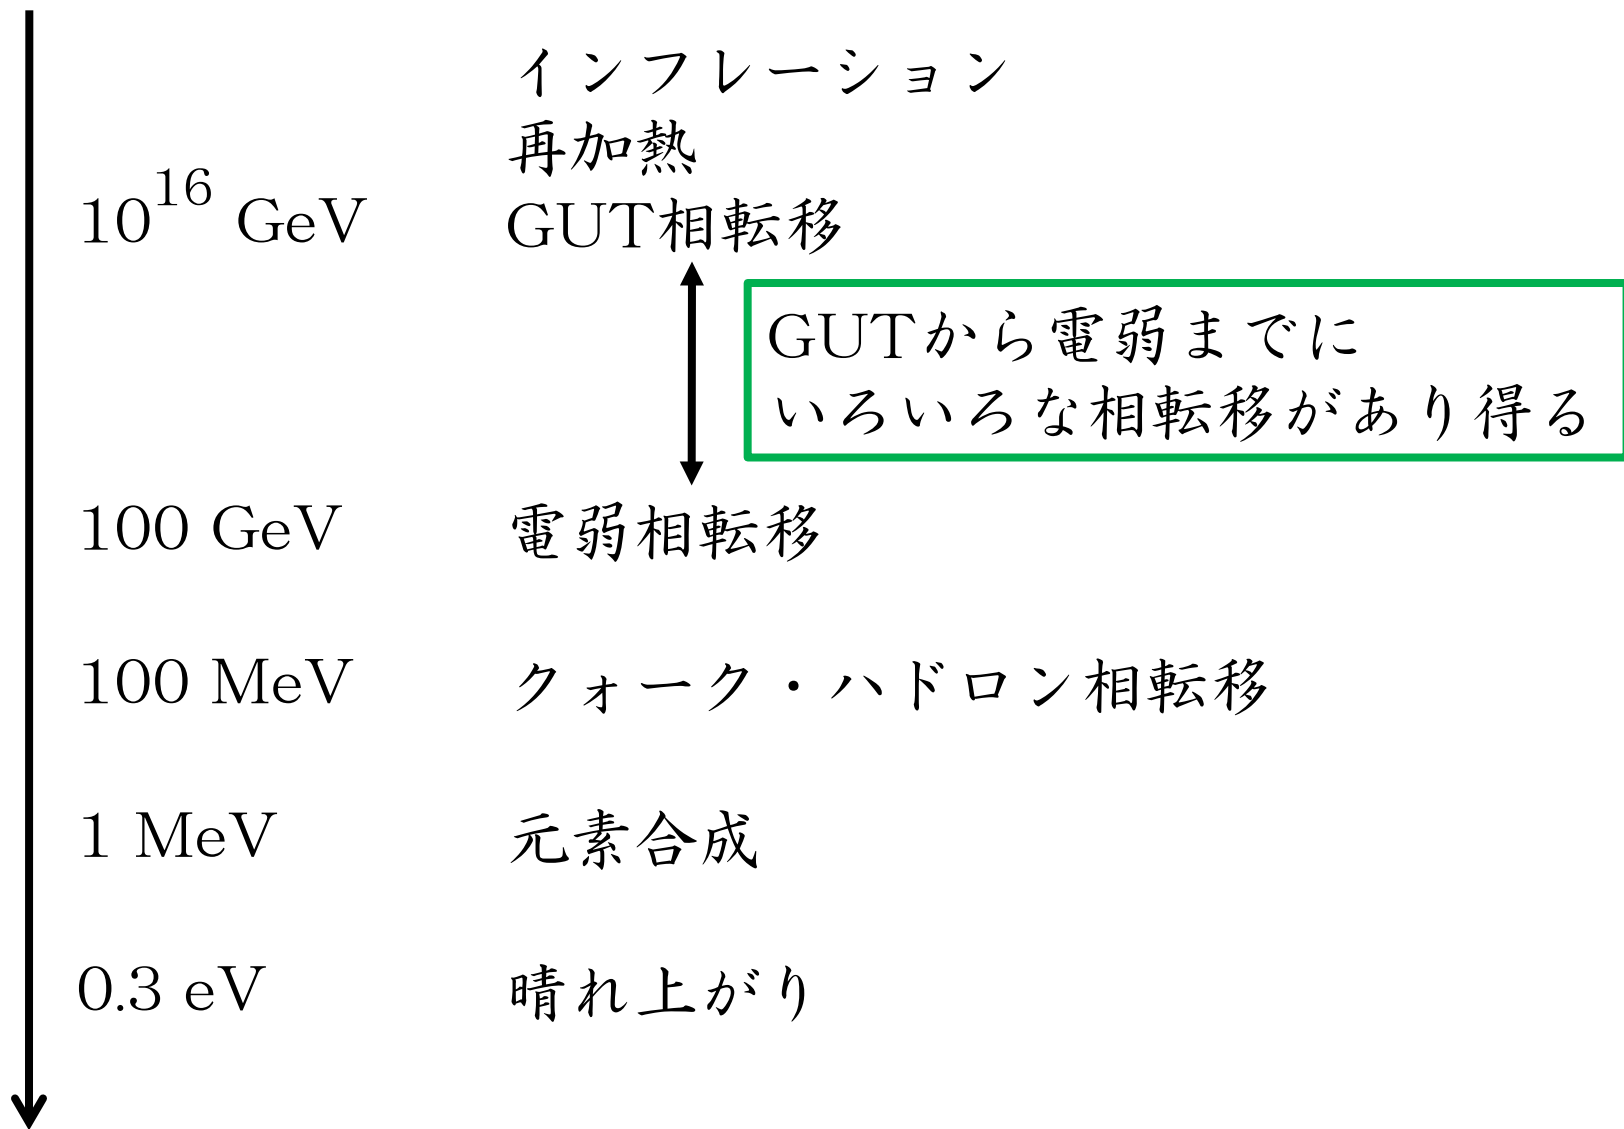 インフレーション
再加熱
10^16 GeV GUT相転移
GUTから電弱までに
いろいろな相転移があり得る
100 GeV 電弱相転移
100 MeV クォーク・ハドロン相転移
1 MeV 元素合成
0.3 eV 晴れ上がり